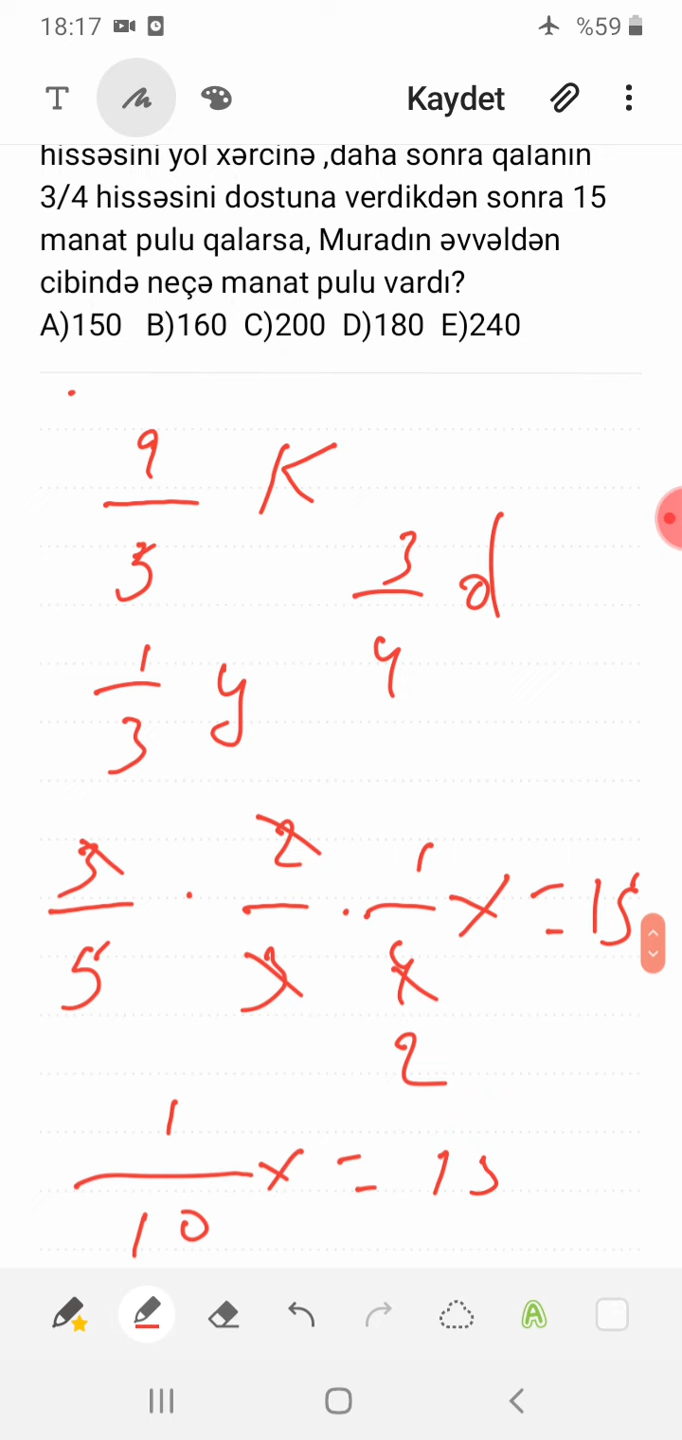 18:17 %59
T Kaydet
hissəsini yol xərcinə ,daha sonra qalanın
3/4 hissəsini dostuna verdikdən sonra 15
manat pulu qalarsa, Muradın əvvəldən
cibində neçə manat pulu vardı?
A)150 B)160 C)200 D)180 E)240
9/5 K
3/4 d
1/3 y
3/5 · 2/3 · 1/4 x = 15
2
1/10 x = 15
A